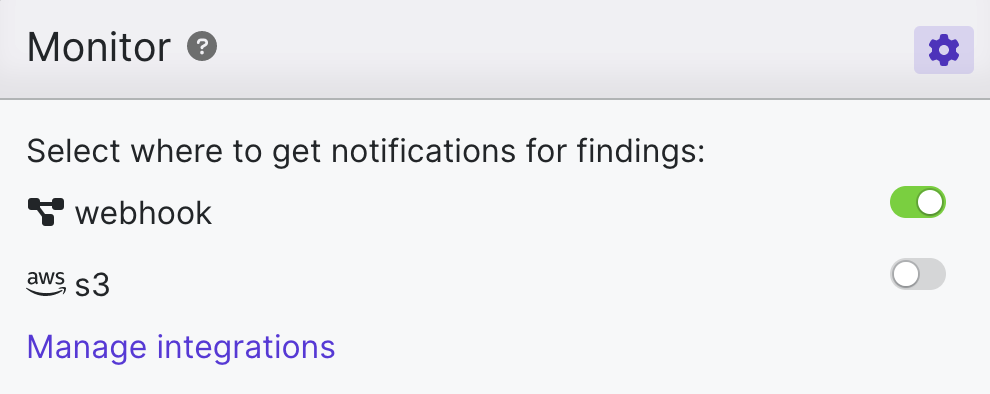 Monitor ?
Select where to get notifications for findings:
webhook
aws s3
Manage integrations